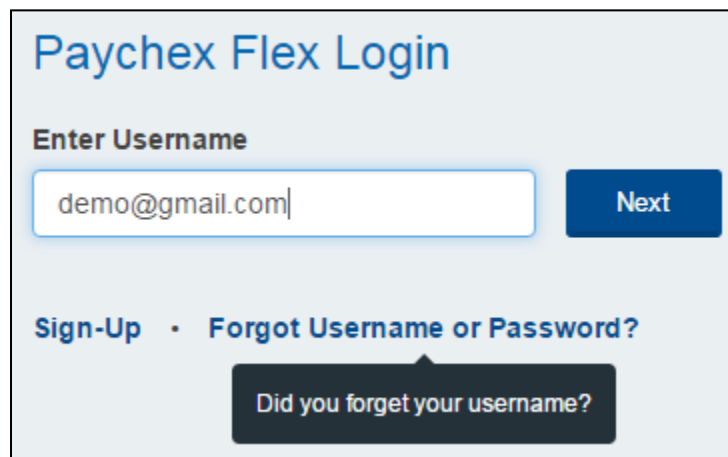 Paychex Flex Login
Enter Username
demo@gmail.com
Next
Sign-Up • Forgot Username or Password?
Did you forget your username?